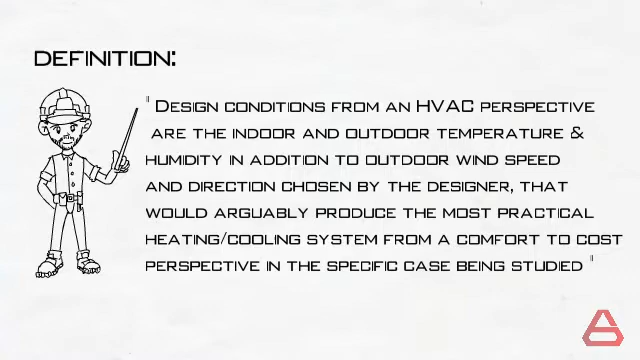 DEFINITION:
" DESIGN CONDITIONS FROM AN HVAC PERSPECTIVE
ARE THE INDOOR AND OUTDOOR TEMPERATURE &
HUMIDITY IN ADDITION TO OUTDOOR WIND SPEED
AND DIRECTION CHOSEN BY THE DESIGNER, THAT
WOULD ARGUABLY PRODUCE THE MOST PRACTICAL
HEATING/COOLING SYSTEM FROM A COMFORT TO COST
PERSPECTIVE IN THE SPECIFIC CASE BEING STUDIED "